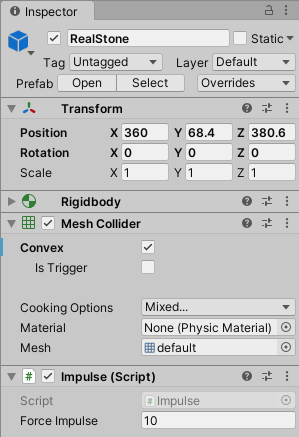 Inspector
RealStone Static
Tag Untagged Layer Default
Prefab Open Select Overrides
Transform
Position X 360 Y 68.4 Z 380.6
Rotation X 0 Y 0 Z 0
Scale X 1 Y 1 Z 1
Rigidbody
Mesh Collider
Convex
Is Trigger
Cooking Options Mixed...
Material None (Physic Material)
Mesh default
# Impulse (Script)
Script # Impulse
Force Impulse 10